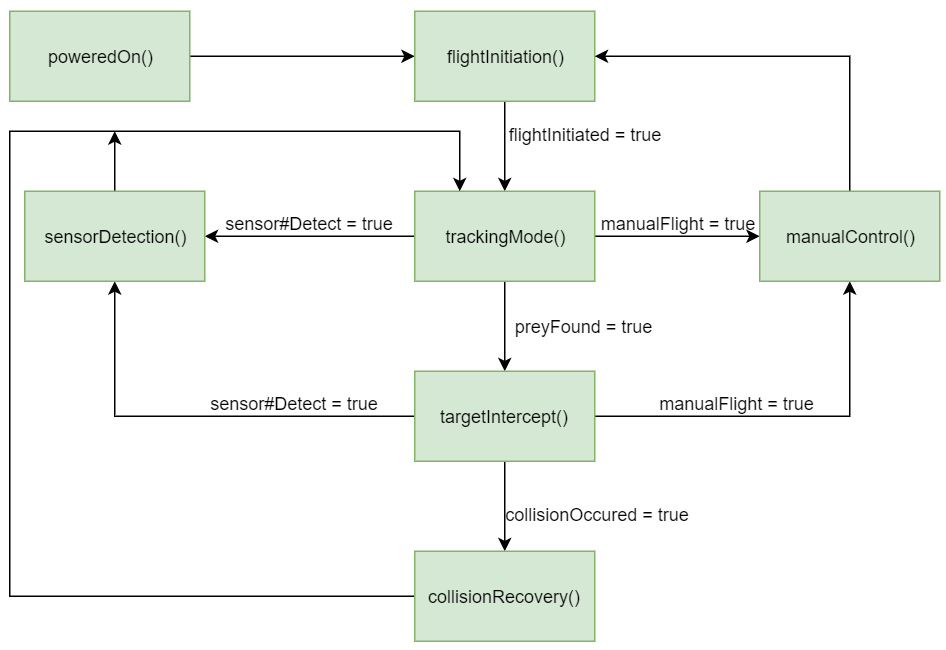 poweredOn()
flightInitiation()
flightInitiated = true
sensorDetection()
sensor#Detect = true
trackingMode()
manualFlight = true
manualControl()
preyFound = true
sensor#Detect = true
targetIntercept()
manualFlight = true
collisionOccured = true
collisionRecovery()